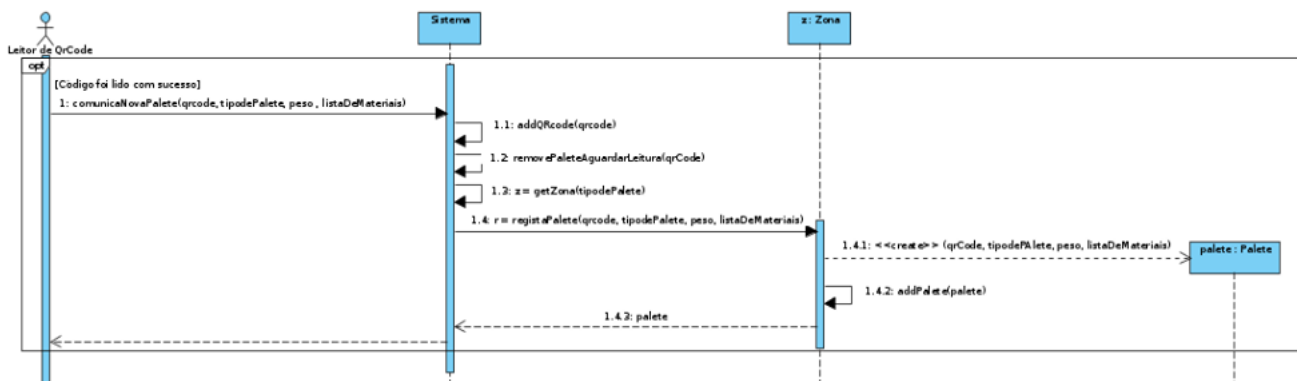 Sistema
z: Zona
Leitor de QrCode
opt
[Codigo foi lido com sucesso]
1: comunicaNovaPalete(qrcode, tipodePalete, peso , listaDeMateriais)
1.1: addQRcode(qrcode)
1.2: removePaleteAguardarLeitura(qrCode)
1.3: z = getZona(tipodePalete)
1.4: r = registaPalete(qrcode, tipodePalete, peso, listaDeMateriais)
1.4.1: <<create>> (qrCode, tipodePAlete, peso, listaDeMateriais)
palete : Palete
1.4.2: addPalete(palete)
1.4.3: palete